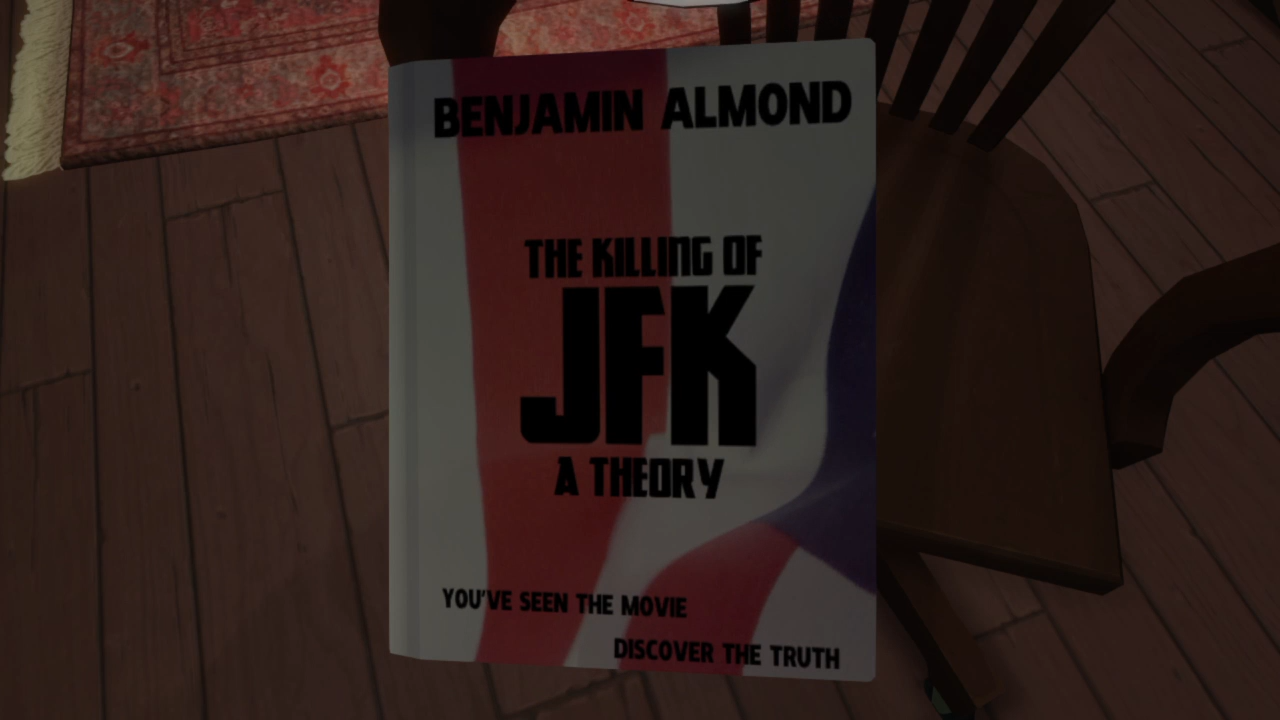 BENJAMIN ALMOND
THE KILLING OF
JFK
A THEORY
YOU'VE SEEN THE MOVIE
DISCOVER THE TRUTH